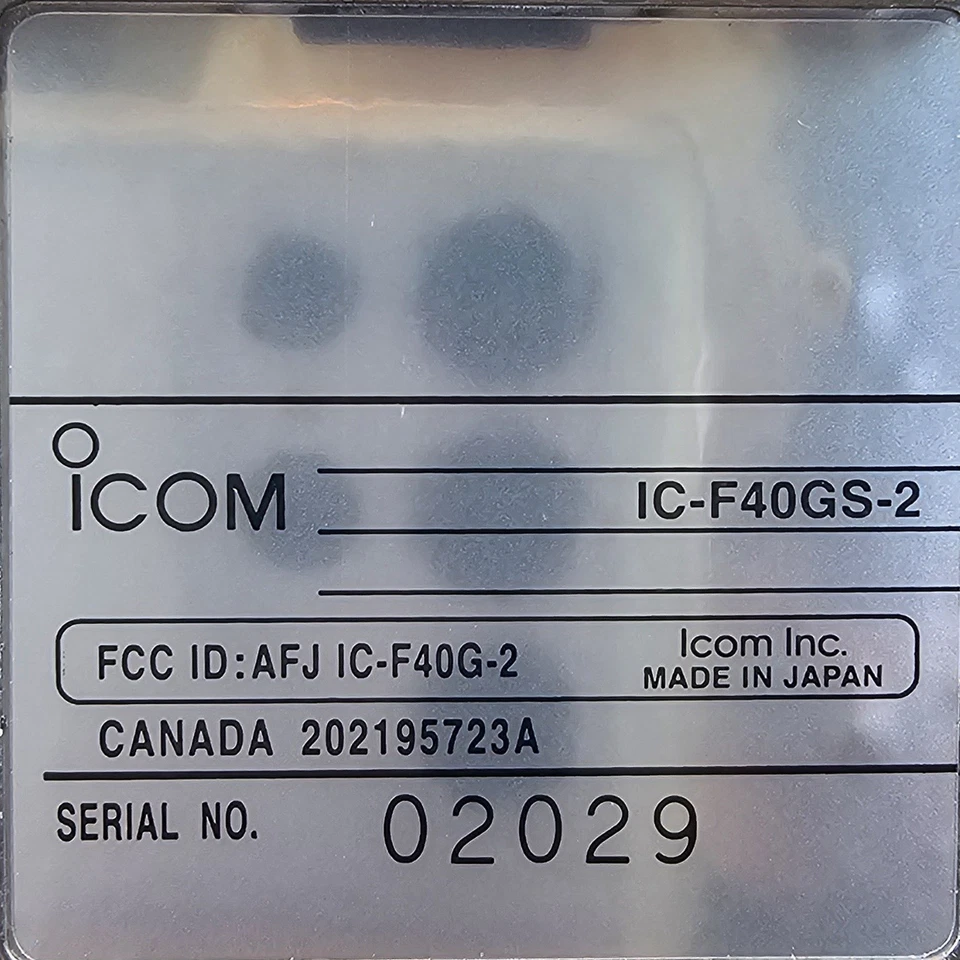 ICOM
IC-F40GS-2
FCC ID:AFJ IC-F40G-2
Icom Inc.
MADE IN JAPAN
CANADA 202195723A
SERIAL NO. 02029